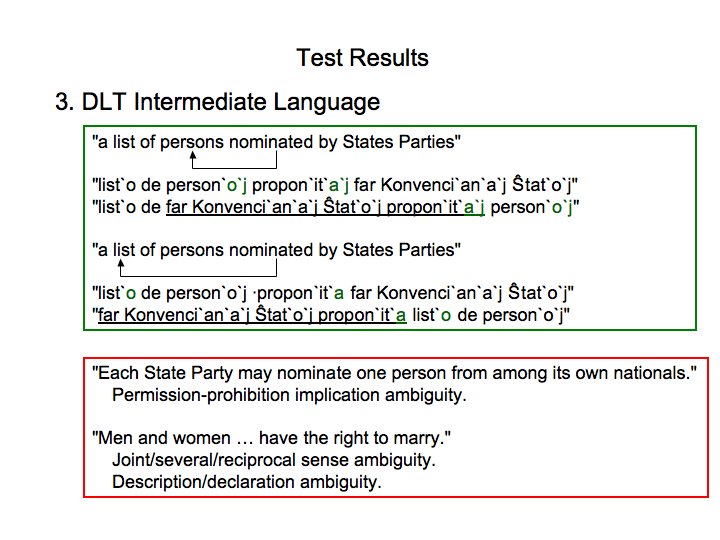 Test Results
3. DLT Intermediate Language
"a list of persons nominated by States Parties"
"list`o de person`o`j propon`it`a`j far Konvenci`an`a`j Ŝtat`o`j"
"list`o de far Konvenci`an`a`j Ŝtat`o`j propon`it`a`j person`o`j"
"a list of persons nominated by States Parties"
"list`o de person`o`j ·propon`it`a far Konvenci`an`a`j Ŝtat`o`j"
"far Konvenci`an`a`j Ŝtat`o`j propon`it`a list`o de person`o`j"
"Each State Party may nominate one person from among its own nationals."
Permission-prohibition implication ambiguity.
"Men and women … have the right to marry."
Joint/several/reciprocal sense ambiguity.
Description/declaration ambiguity.